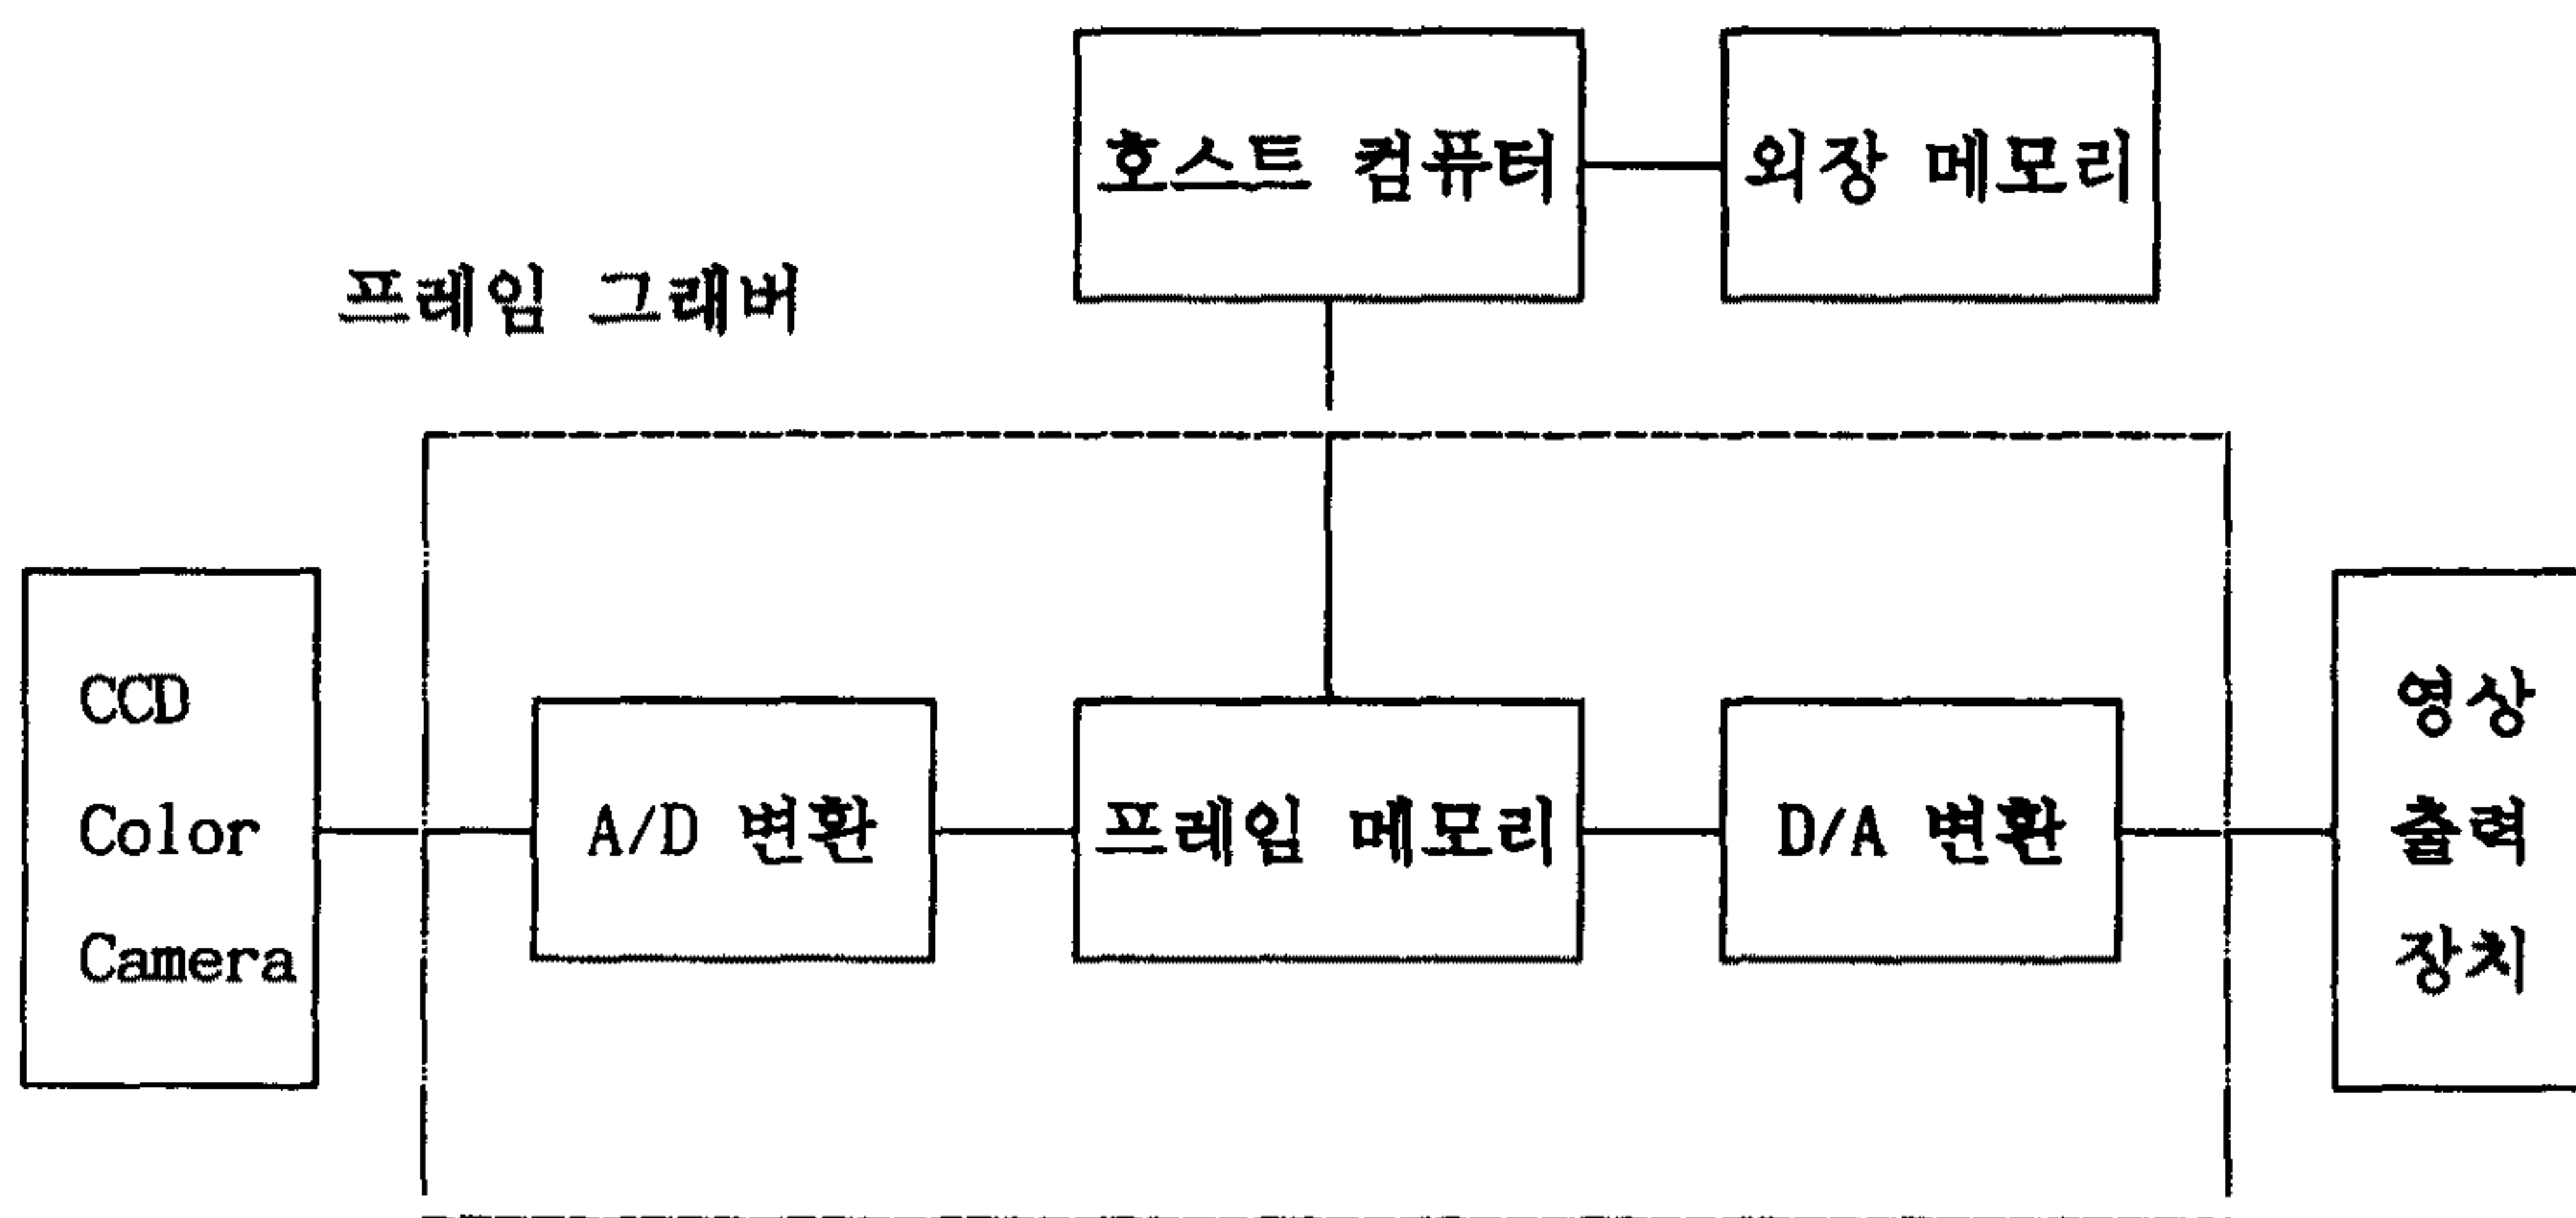 호스트 컴퓨터
외장 메모리
프레임 그래버
CCD
Color
Camera
A/D 변환
프레임 메모리
D/A 변환
영상
출력
장치